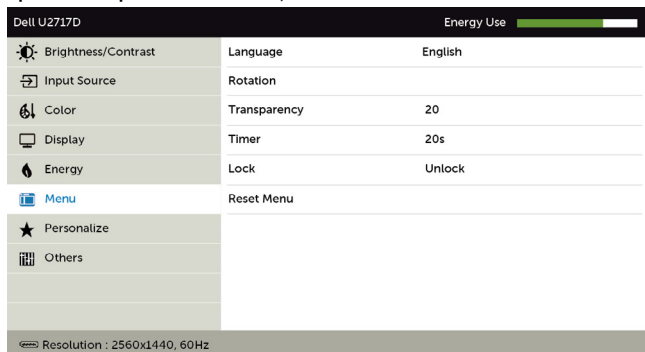 Dell U2717D Energy Use
Brightness/Contrast Language English
Input Source Rotation
Color Transparency 20
Display Timer 20s
Energy Lock Unlock
Menu Reset Menu
Personalize
Others
Resolution : 2560x1440, 60Hz